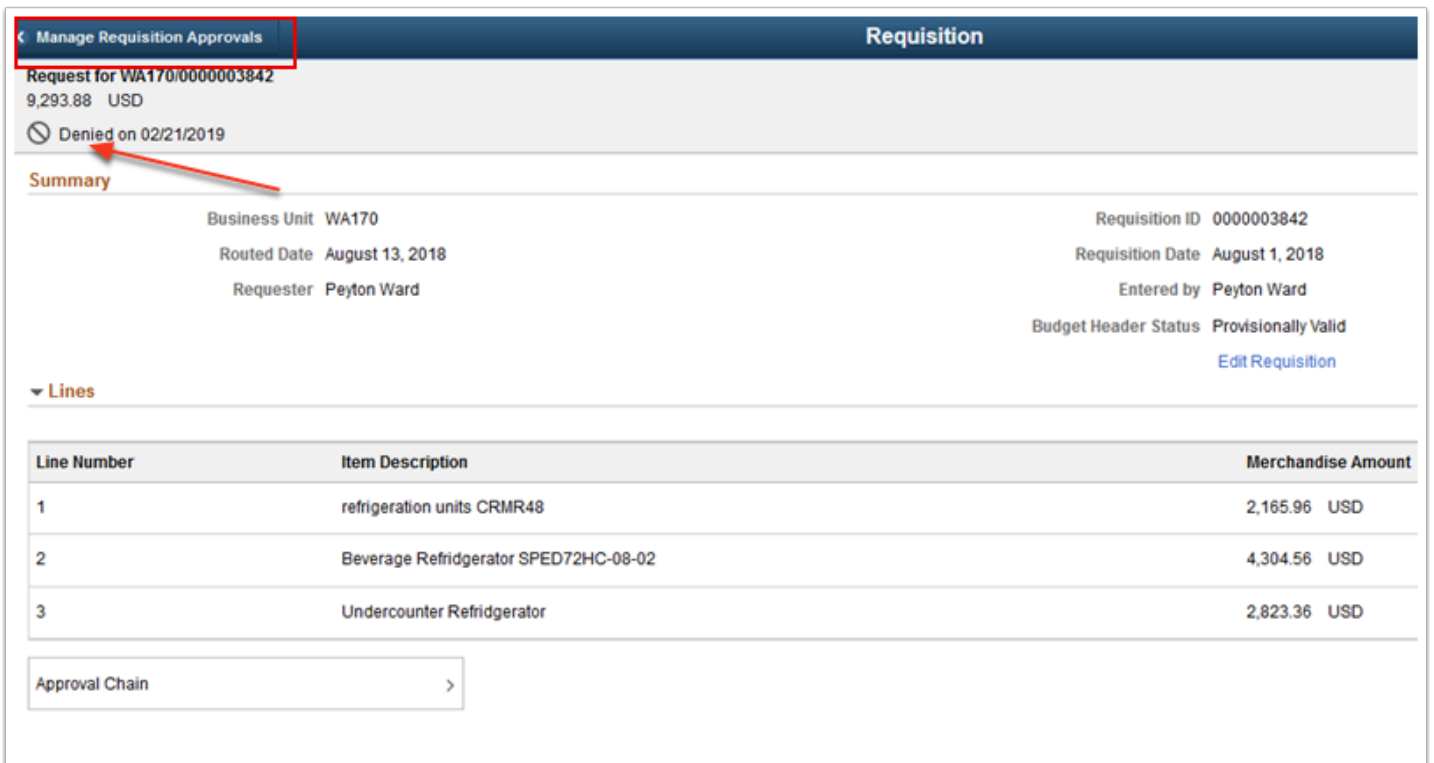 Manage Requisition Approvals
Requisition
Request for WA170/0000003842
9,293.88 USD
Denied on 02/21/2019
Summary
Business Unit WA170
Requisition ID 0000003842
Routed Date August 13, 2018
Requisition Date August 1, 2018
Requester Peyton Ward
Entered by Peyton Ward
Budget Header Status Provisionally Valid
Edit Requisition
Lines
Line Number Item Description Merchandise Amount
1 refrigeration units CRMR48 2,165.96 USD
2 Beverage Refridgerator SPED72HC-08-02 4,304.56 USD
3 Undercounter Refridgerator 2,823.36 USD
Approval Chain